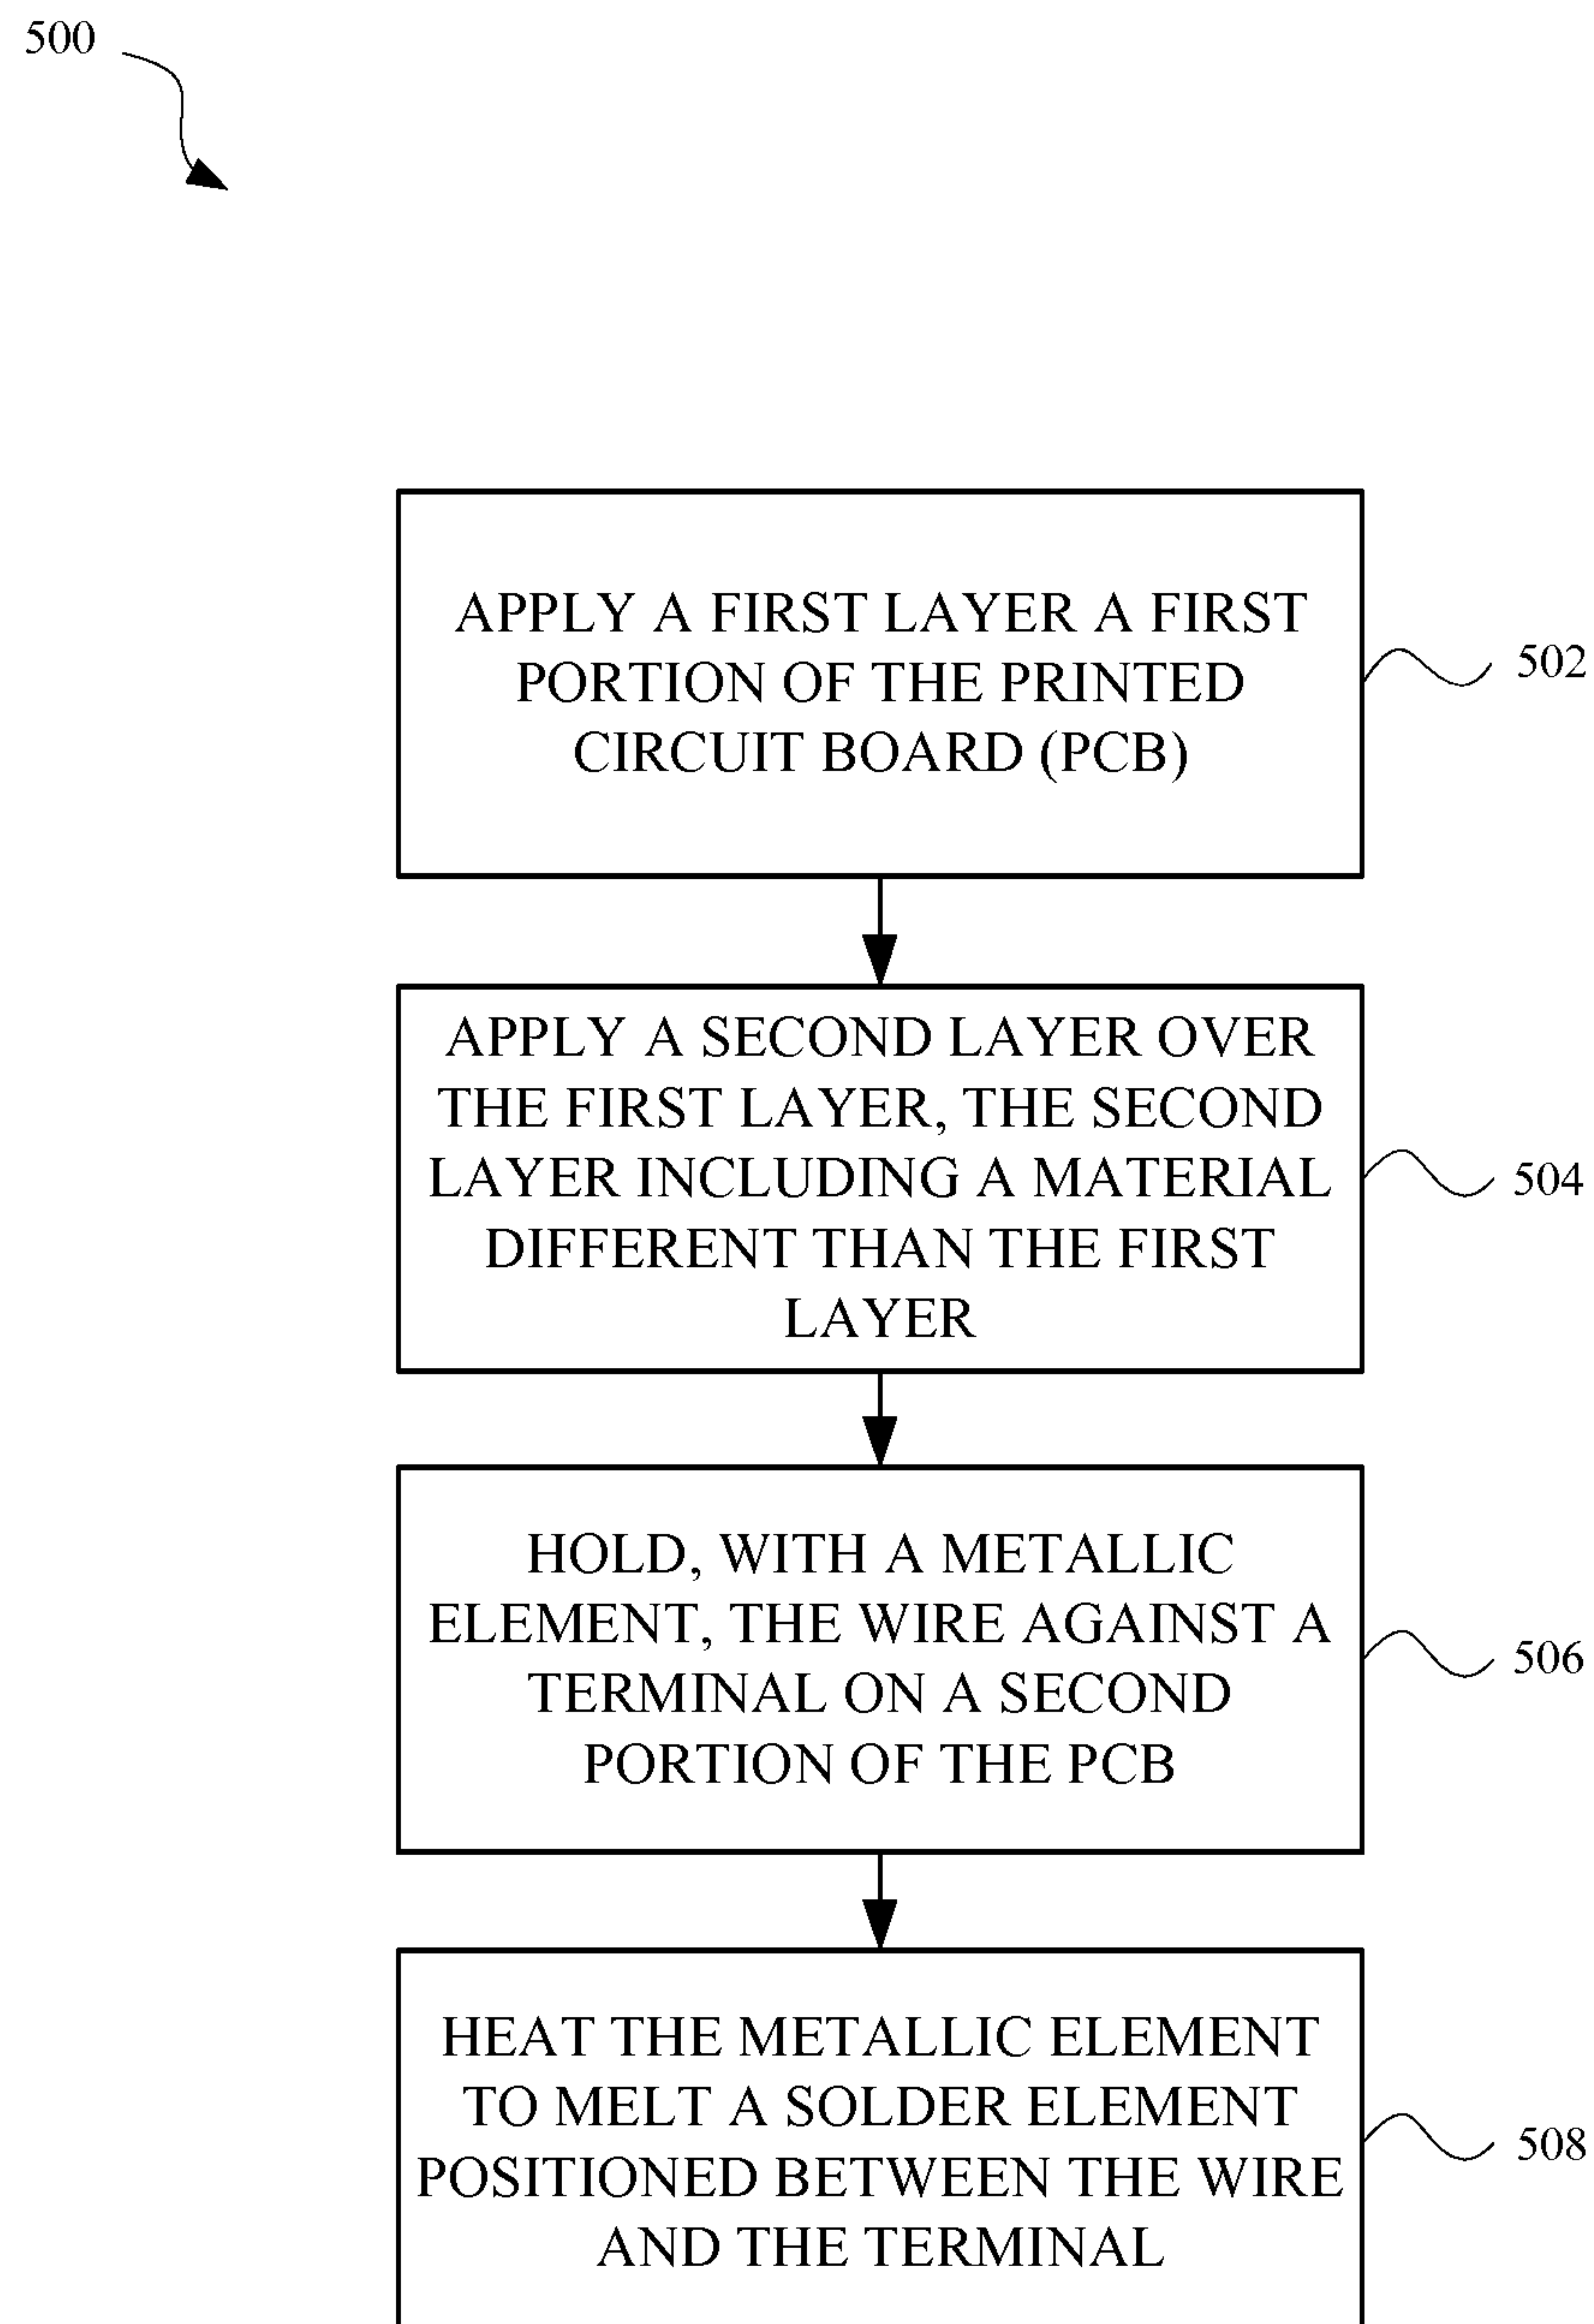 500
APPLY A FIRST LAYER A FIRST
PORTION OF THE PRINTED
CIRCUIT BOARD (PCB)
502
APPLY A SECOND LAYER OVER
THE FIRST LAYER, THE SECOND
LAYER INCLUDING A MATERIAL
DIFFERENT THAN THE FIRST
LAYER
504
HOLD, WITH A METALLIC
ELEMENT, THE WIRE AGAINST A
TERMINAL ON A SECOND
PORTION OF THE PCB
506
HEAT THE METALLIC ELEMENT
TO MELT A SOLDER ELEMENT
POSITIONED BETWEEN THE WIRE
AND THE TERMINAL
508